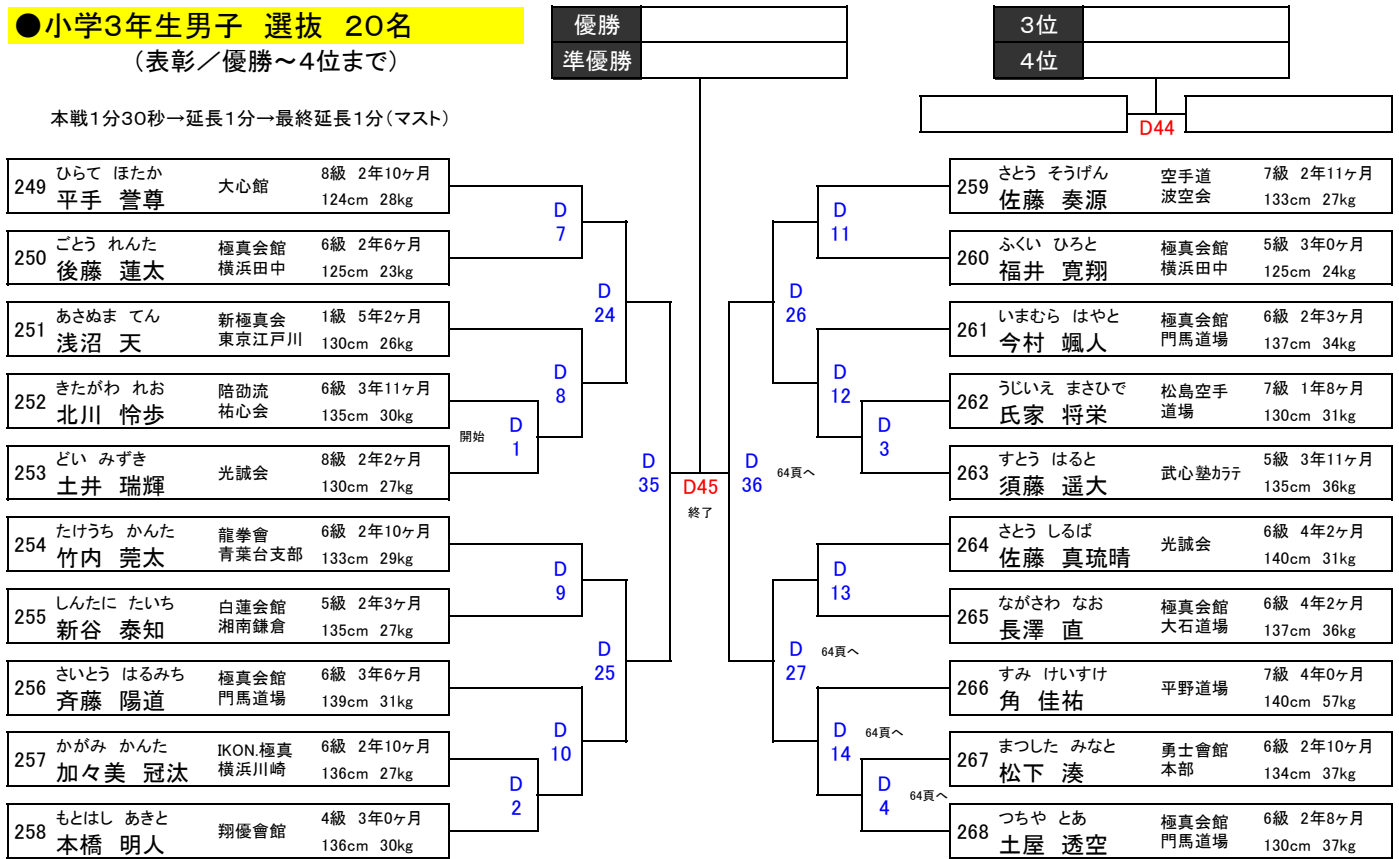 ●小学3年生男子 選抜 20名
(表彰／優勝～4位まで)
本戦1分30秒→延長1分→最終延長1分(マスト)
優勝
準優勝
3位
4位
D44
249 ひらて ほたか 平手 誉尊 大心館 8級 2年10ヶ月 124cm 28kg
250 ごとう れんた 後藤 蓮太 極真会館 横浜田中 6級 2年6ヶ月 125cm 23kg
251 あさぬま てん 浅沼 天 新極真会 東京江戸川 1級 5年2ヶ月 130cm 26kg
252 きたがわ れお 北川 怜歩 陪劭流 祐心会 6級 3年11ヶ月 135cm 30kg
253 どい みずき 土井 瑞輝 光誠会 8級 2年2ヶ月 130cm 27kg
254 たけうち かんた 竹内 莞太 龍拳會 青葉台支部 6級 2年10ヶ月 133cm 29kg
255 しんたに たいち 新谷 泰知 白蓮会館 湘南鎌倉 5級 2年3ヶ月 135cm 27kg
256 さいとう はるみち 斉藤 陽道 極真会館 門馬道場 6級 3年6ヶ月 139cm 31kg
257 かがみ かんた 加々美 冠汰 IKON.極真 横浜川崎 6級 2年10ヶ月 136cm 27kg
258 もとはし あきと 本橋 明人 翔優會館 4級 3年0ヶ月 136cm 30kg
D 7
D 24
D 8
開始
D 1
D 35
D45
終了
D 9
D 25
D 10
D 2
D 11
D 26
D 12
D 3
D 36 64頁へ
D 13
D 27 64頁へ
D 14 64頁へ
D 4 64頁へ
259 さとう そうげん 佐藤 奏源 空手道 波空会 7級 2年11ヶ月 133cm 27kg
260 ふくい ひろと 福井 寛翔 極真会館 横浜田中 5級 3年0ヶ月 125cm 24kg
261 いまむら はやと 今村 颯人 極真会館 門馬道場 6級 2年3ヶ月 137cm 34kg
262 うじいえ まさひで 氏家 将栄 松島空手 道場 7級 1年8ヶ月 130cm 31kg
263 すとう はると 須藤 遥大 武心塾カラテ 5級 3年11ヶ月 135cm 36kg
264 さとう しるば 佐藤 真琉晴 光誠会 6級 4年2ヶ月 140cm 31kg
265 ながさわ なお 長澤 直 極真会館 大石道場 6級 4年2ヶ月 137cm 36kg
266 すみ けいすけ 角 佳祐 平野道場 7級 4年0ヶ月 140cm 57kg
267 まつした みなと 松下 湊 勇士會館 本部 6級 2年10ヶ月 134cm 37kg
268 つちや とあ 土屋 透空 極真会館 門馬道場 6級 2年8ヶ月 130cm 37kg